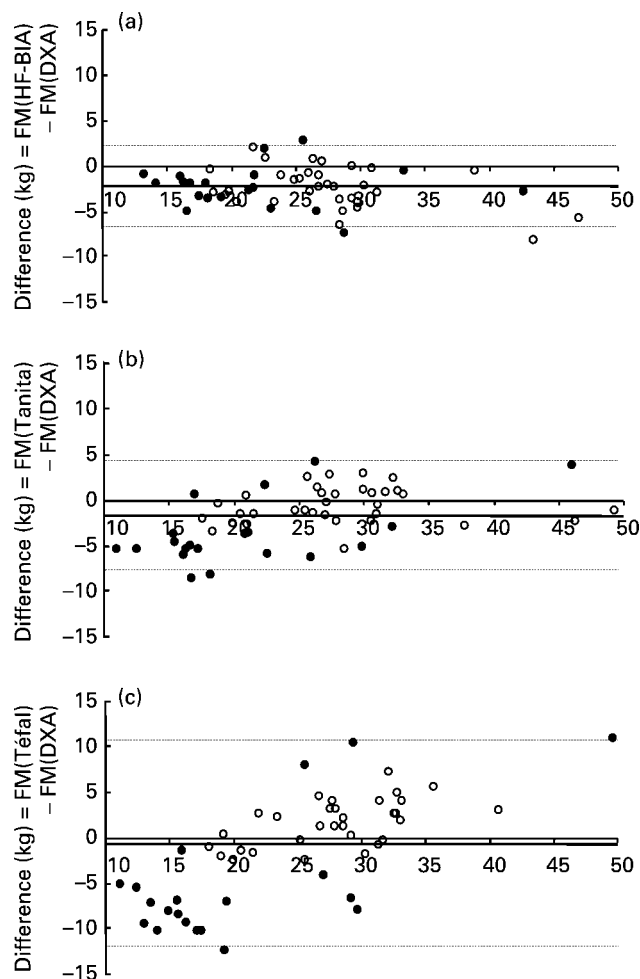 (a)
Difference (kg) = FM(HF-BIA)
− FM(DXA)
15
10
5
0
−5
−10
−15
10 15 20 25 30 35 40 45 50
(b)
Difference (kg) = FM(Tanita)
− FM(DXA)
15
10
5
0
−5
−10
−15
10 15 20 25 30 35 40 45 50
(c)
Difference (kg) = FM(Téfal)
− FM(DXA)
15
10
5
0
−5
−10
−15
10 15 20 25 30 35 40 45 50